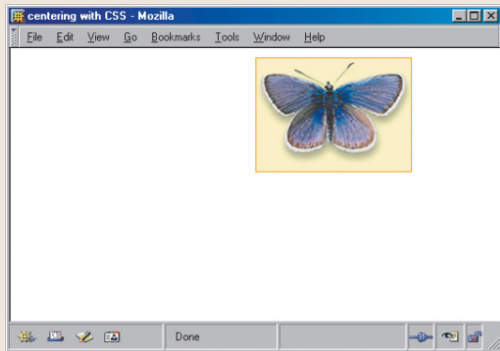 centering with CSS - Mozilla
File Edit View Go Bookmarks Tools Window Help
Done